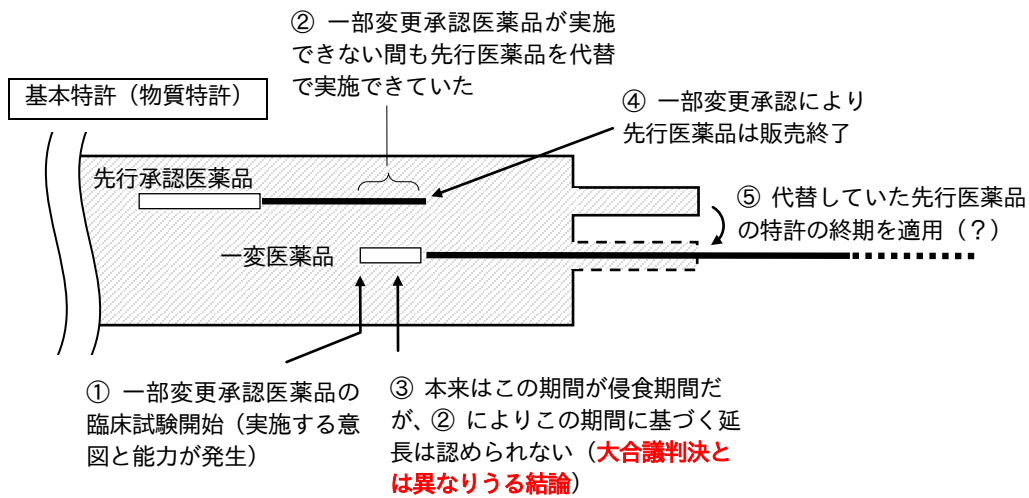 ② 一部変更承認医薬品が実施
できない間も先行医薬品を代替
で実施できていた
基本特許（物質特許）
④ 一部変更承認により
先行医薬品は販売終了
先行承認医薬品
⑤ 代替していた先行医薬品
の特許の終期を適用（？）
一変医薬品
① 一部変更承認医薬品の
臨床試験開始（実施する意
図と能力が発生）
③ 本来はこの期間が侵食期間だ
が、② によりこの期間に基づく延
長は認められない（大合議判決と
は異なりうる結論）